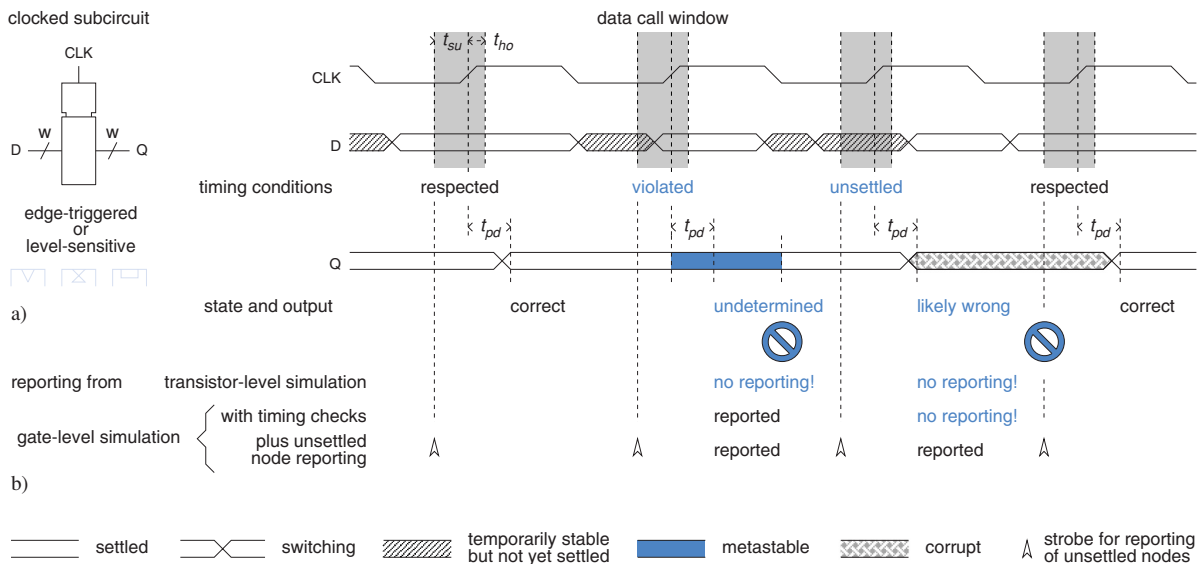 clocked subcircuit
CLK
W
W
D
Q
edge-triggered
or
level-sensitive
a)
data call window
tsu
tho
CLK
D
timing conditions
respected
violated
unsettled
respected
tpd
tpd
tpd
tpd
Q
state and output
correct
undetermined
likely wrong
correct
reporting from
transistor-level simulation
no reporting!
no reporting!
gate-level simulation
with timing checks
reported
no reporting!
plus unsettled
node reporting
reported
reported
b)
settled
switching
temporarily stable
but not yet settled
metastable
corrupt
strobe for reporting
of unsettled nodes